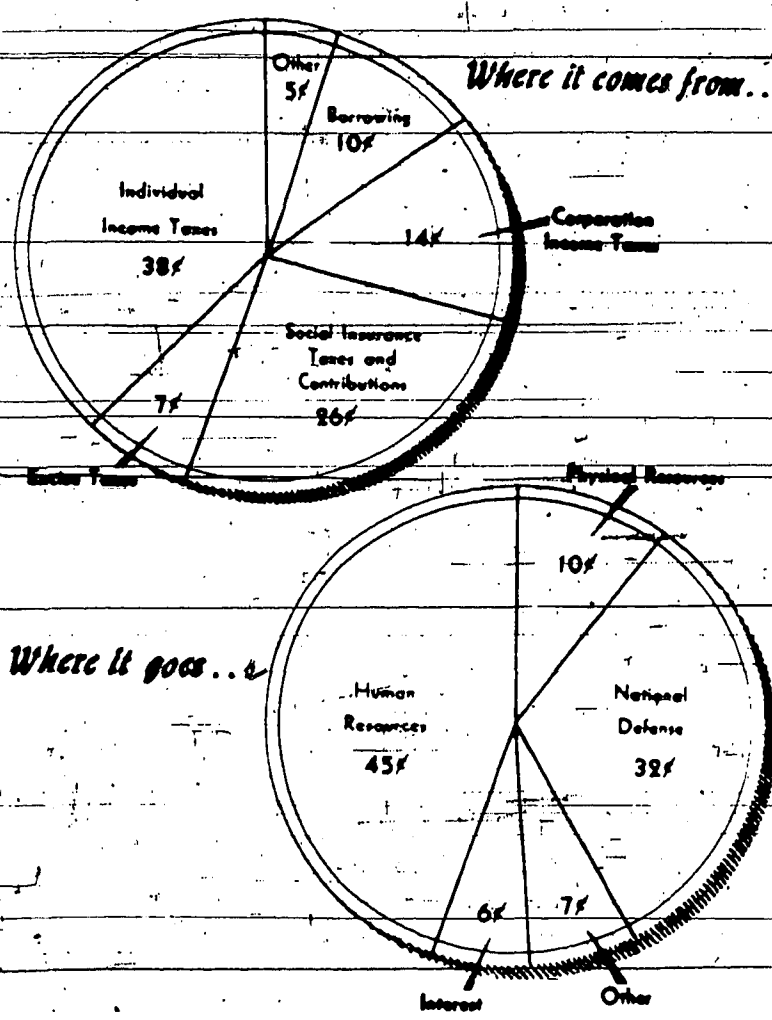 Where it comes from..
Other
5¢
Borrowing
10¢
Individual
Income Taxes
38¢
14¢
Corporation
Income Taxes
Social Insurance
Taxes and
Contributions
26¢
7¢
Excise Taxes
Where it goes...
Physical Resources
10¢
Human
Resources
45¢
National
Defense
32¢
6¢
7¢
Interest
Other